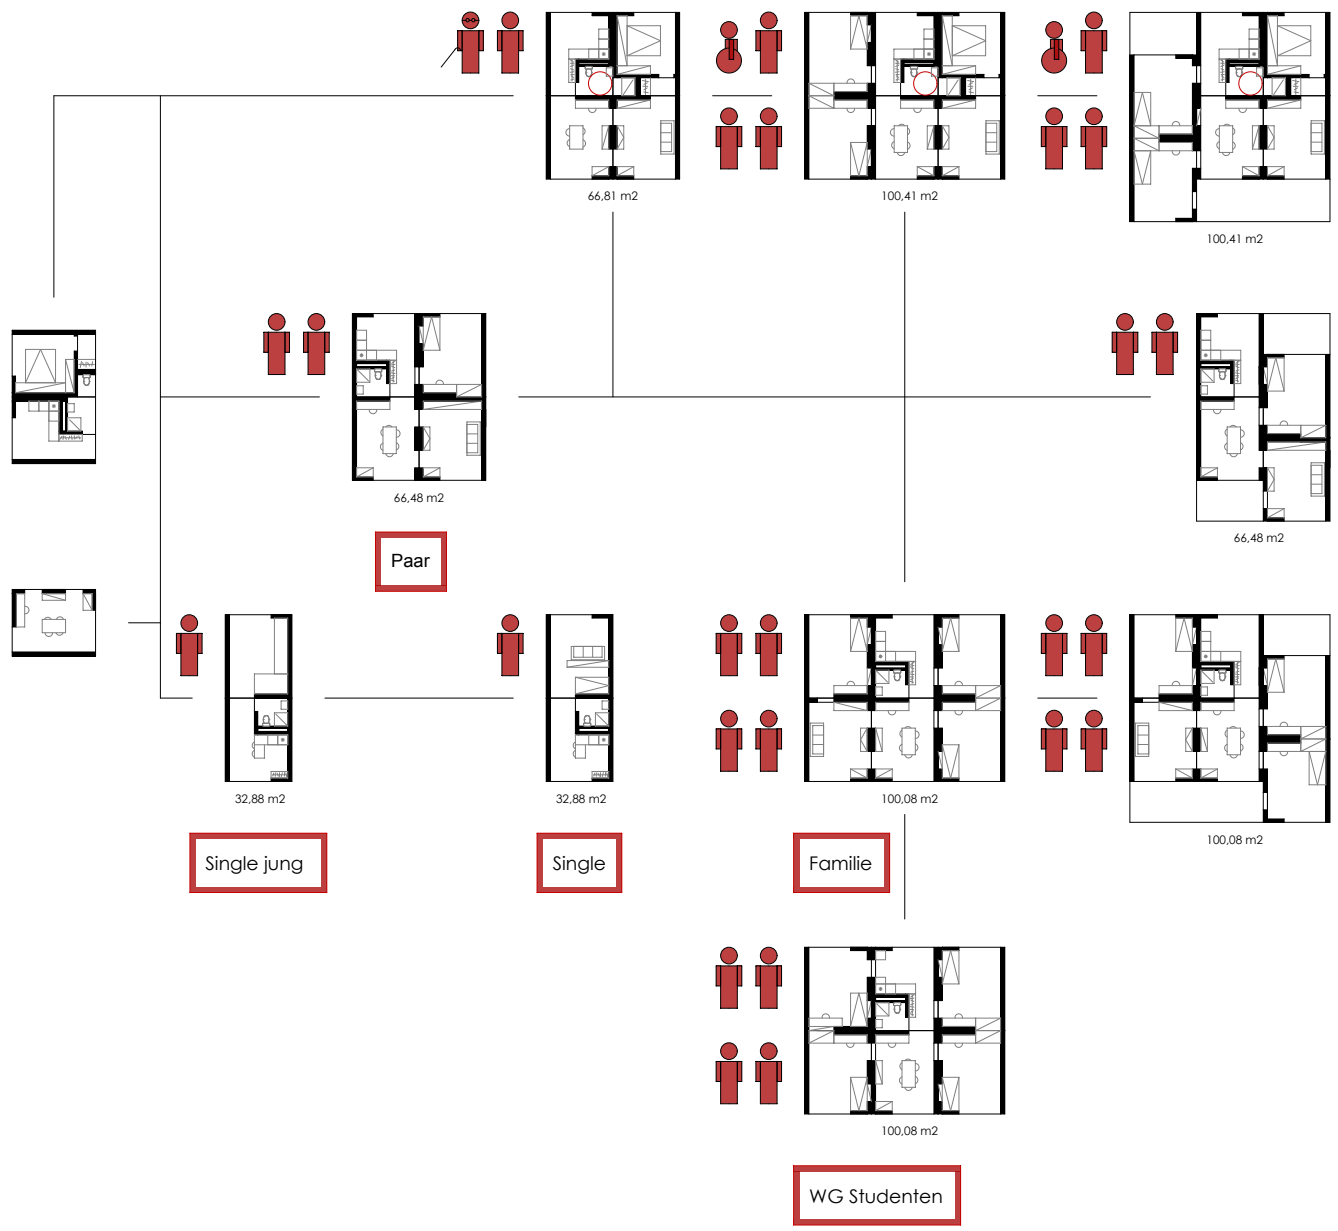 66,81 m2
100,41 m2
100,41 m2
66,48 m2
66,48 m2
Paar
32,88 m2
32,88 m2
100,08 m2
100,08 m2
Single jung
Single
Familie
100,08 m2
WG Studenten